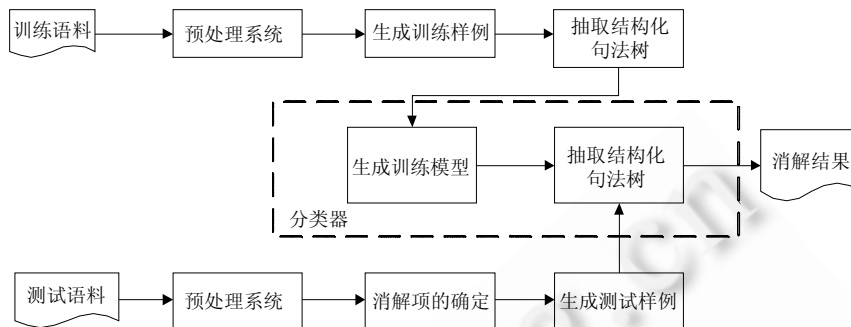 训练语料
预处理系统
生成训练样例
抽取结构化
句法树
生成训练模型
抽取结构化
句法树
消解结果
分类器
测试语料
预处理系统
消解项的确定
生成测试样例